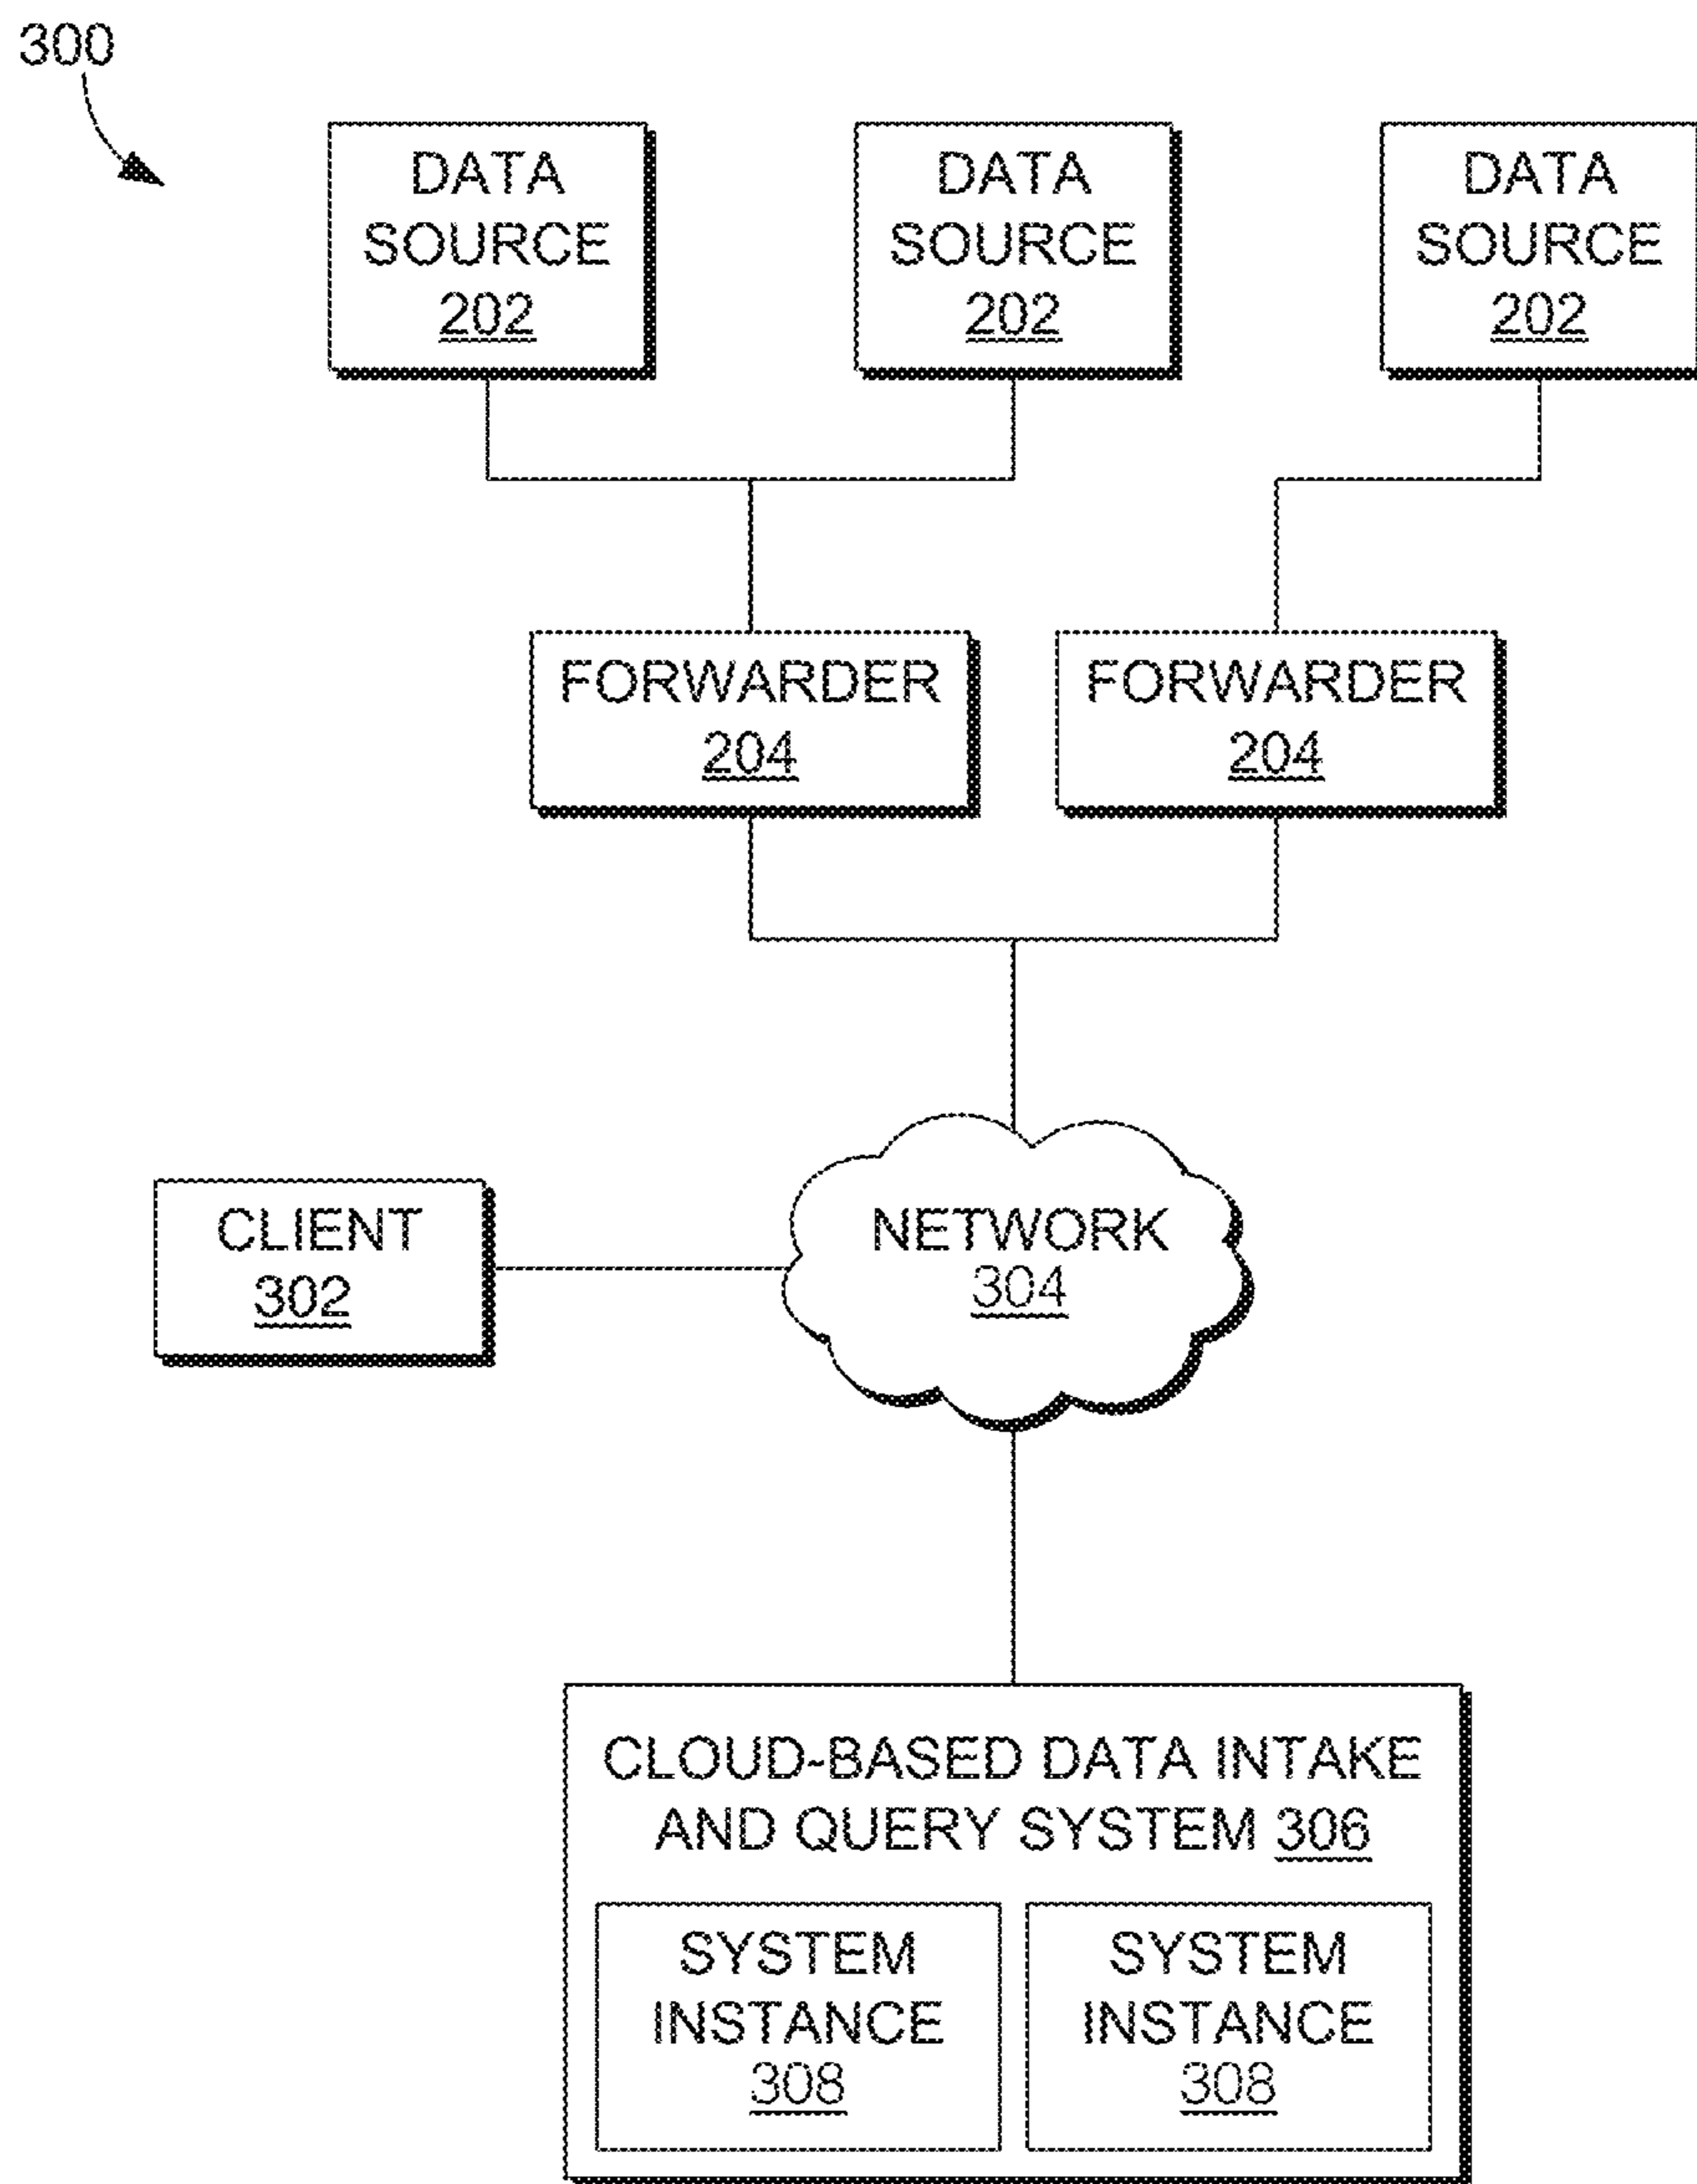 300
DATA
SOURCE
202
DATA
SOURCE
202
DATA
SOURCE
202
FORWARDER
204
FORWARDER
204
CLIENT
302
NETWORK
304
CLOUD-BASED DATA INTAKE
AND QUERY SYSTEM 306
SYSTEM
INSTANCE
308
SYSTEM
INSTANCE
308